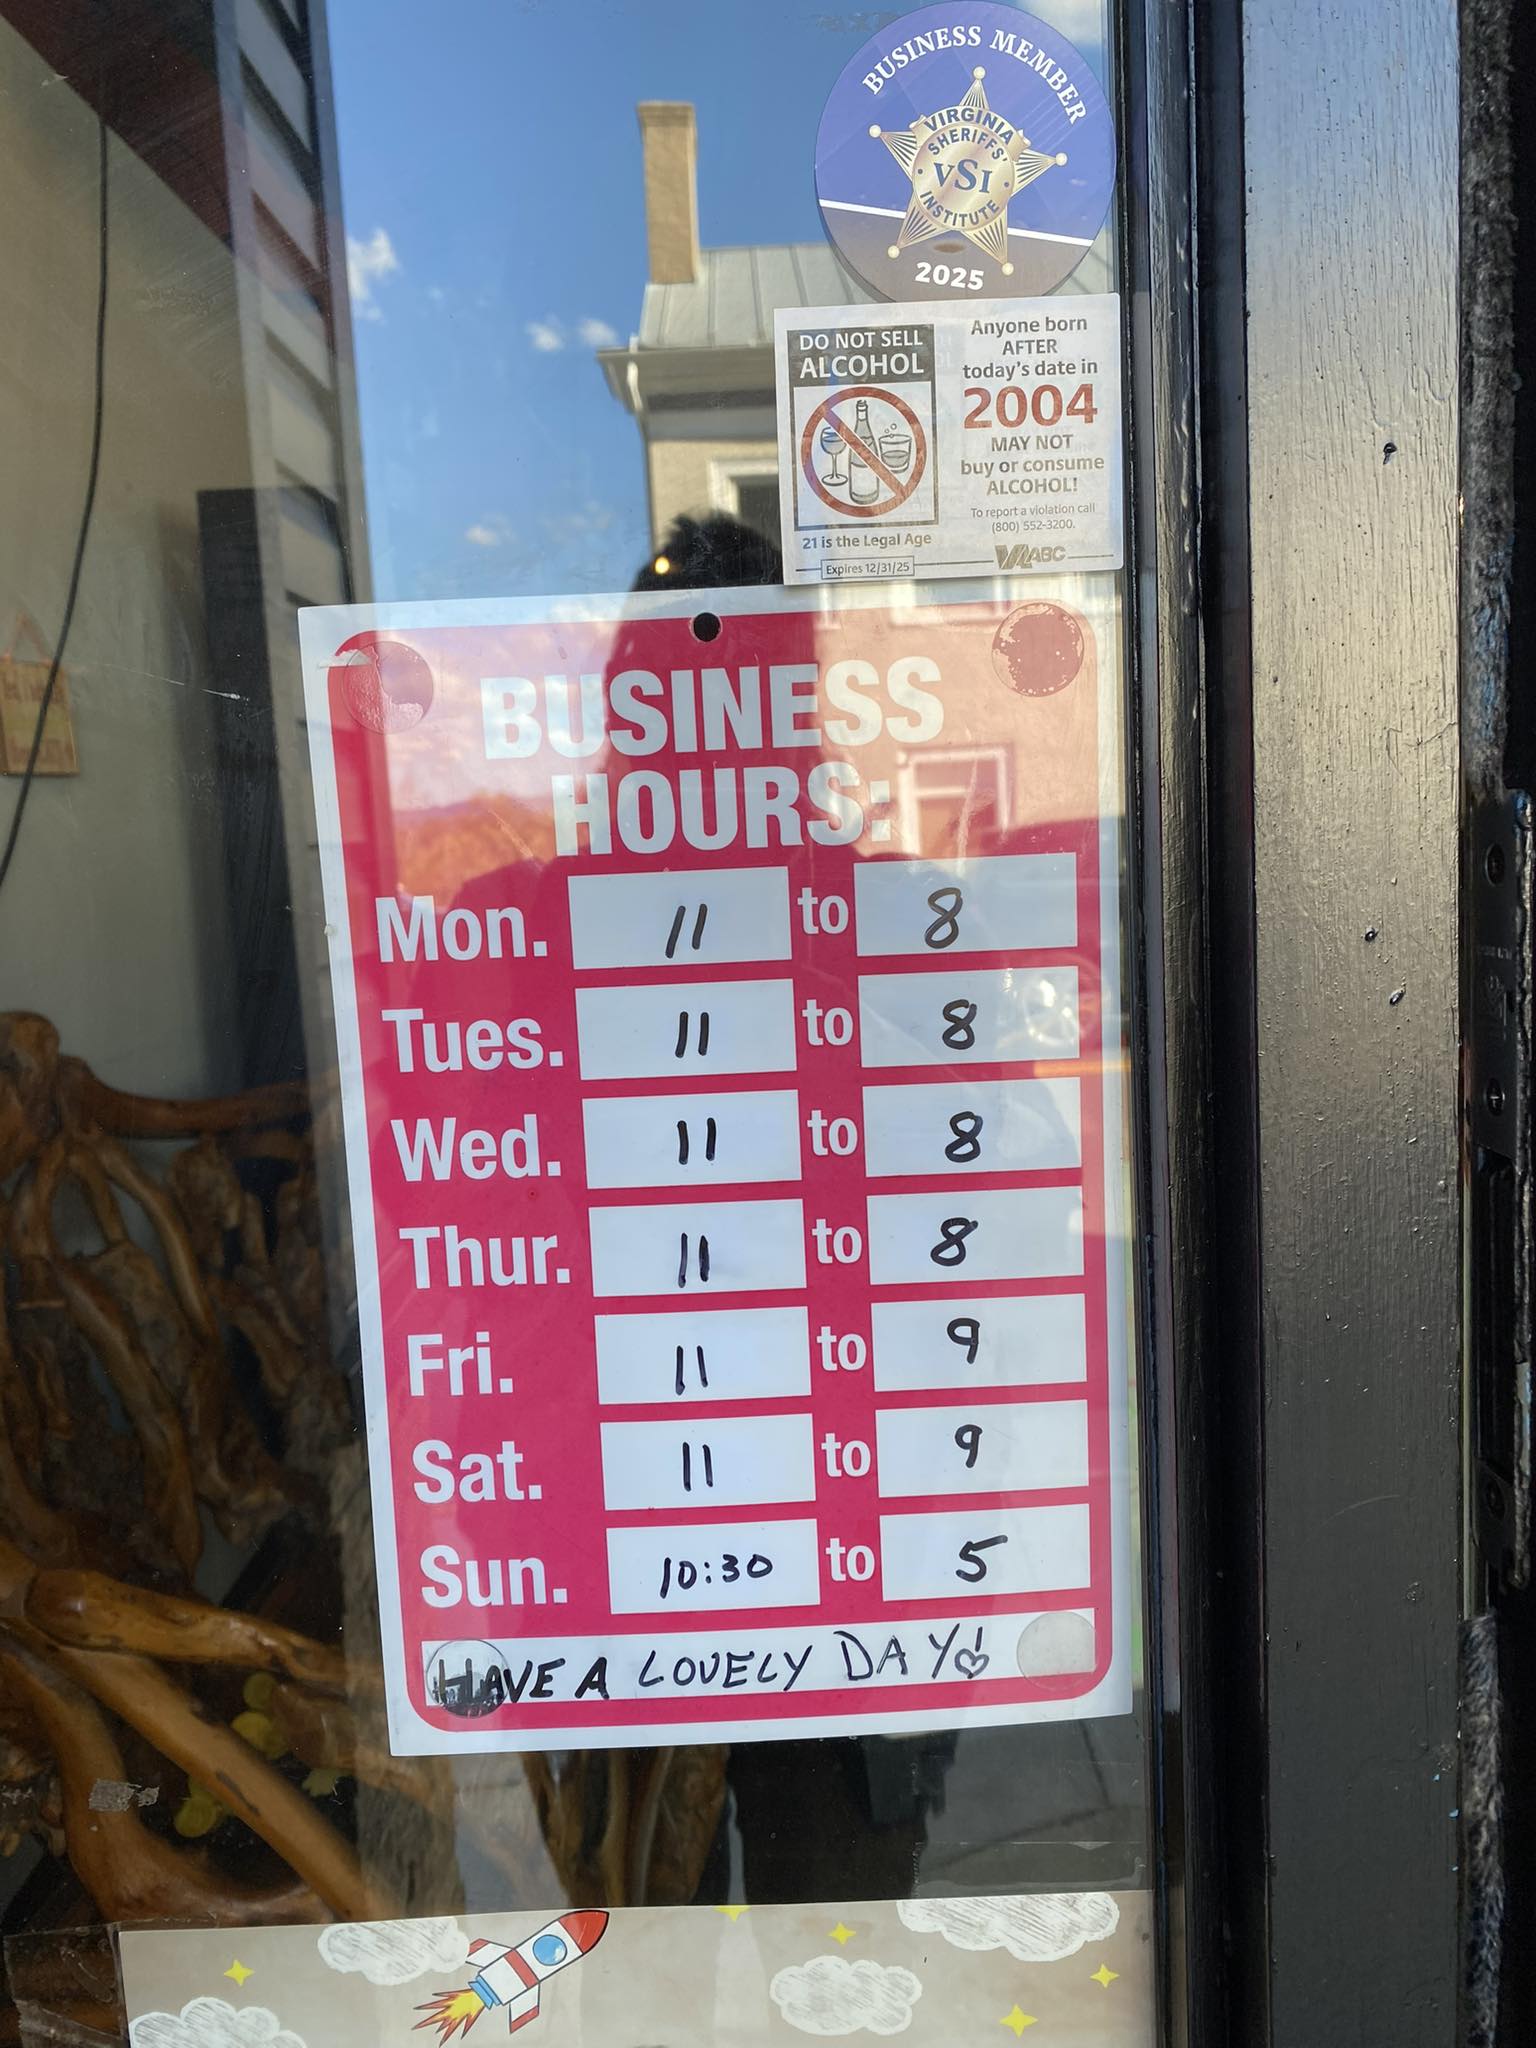 BUSINESS MEMBER
VIRGINIA
SHERIFFS'
VSI
INSTITUTE
2025
DO NOT SELL
ALCOHOL
21 is the Legal Age
Expires 12/31/25
Anyone born
AFTER
today's date in
2004
MAY NOT
buy or consume
ALCOHOL!
To report a violation call
(800) 552-3200.
VA ABC
BUSINESS
HOURS:
Mon. 11 to 8
Tues. 11 to 8
Wed. 11 to 8
Thur. 11 to 8
Fri. 11 to 9
Sat. 11 to 9
Sun. 10:30 to 5
HAVE A LOVELY DAY!